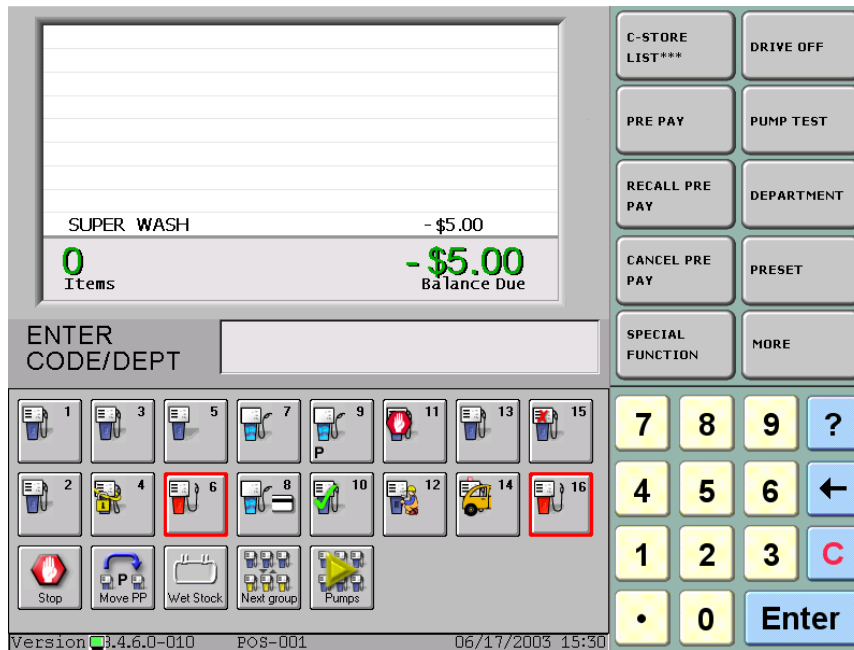 SUPER WASH -$5.00
0 -$5.00
Items Balance Due
ENTER
CODE/DEPT
C-STORE
LIST***
DRIVE OFF
PRE PAY
PUMP TEST
RECALL PRE
PAY
DEPARTMENT
CANCEL PRE
PAY
PRESET
SPECIAL
FUNCTION
MORE
1 3 5 7 9 11 13 15
P
2 4 6 8 10 12 14 16
P
Stop Move PP Wet Stock Next group Pumps
7 8 9 ?
4 5 6 ←
1 2 3 C
• 0 Enter
Version 3.4.6.0-010 POS-001 06/17/2003 15:30